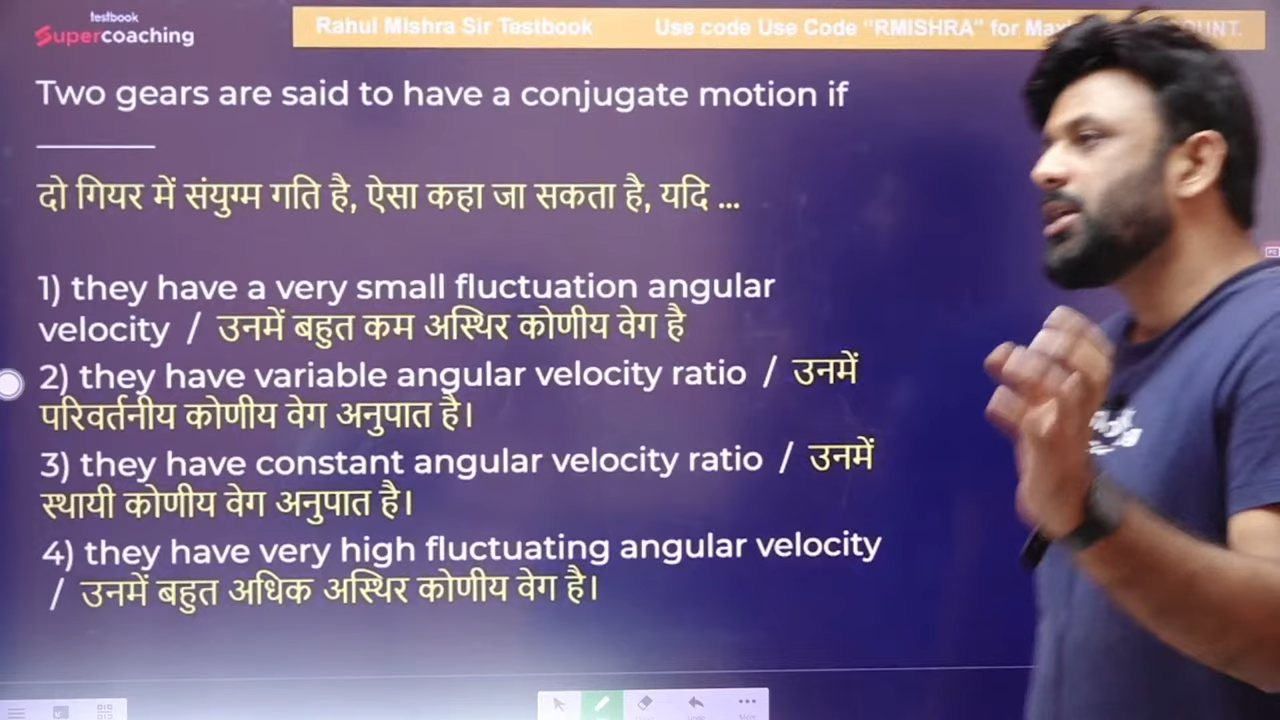 testbook
Supercoaching
Rahul Mishra Sir Testbook Use code Use Code "RMISHRA" for
Two gears are said to have a conjugate motion if
दो गियर में संयुग्म गति है, ऐसा कहा जा सकता है, यदि ...
1) they have a very small fluctuation angular
velocity / उनमें बहुत कम अस्थिर कोणीय वेग है
2) they have variable angular velocity ratio / उनमें
परिवर्तनीय कोणीय वेग अनुपात है।
3) they have constant angular velocity ratio / उनमें
स्थायी कोणीय वेग अनुपात है।
4) they have very high fluctuating angular velocity
/ उनमें बहुत अधिक अस्थिर कोणीय वेग है।